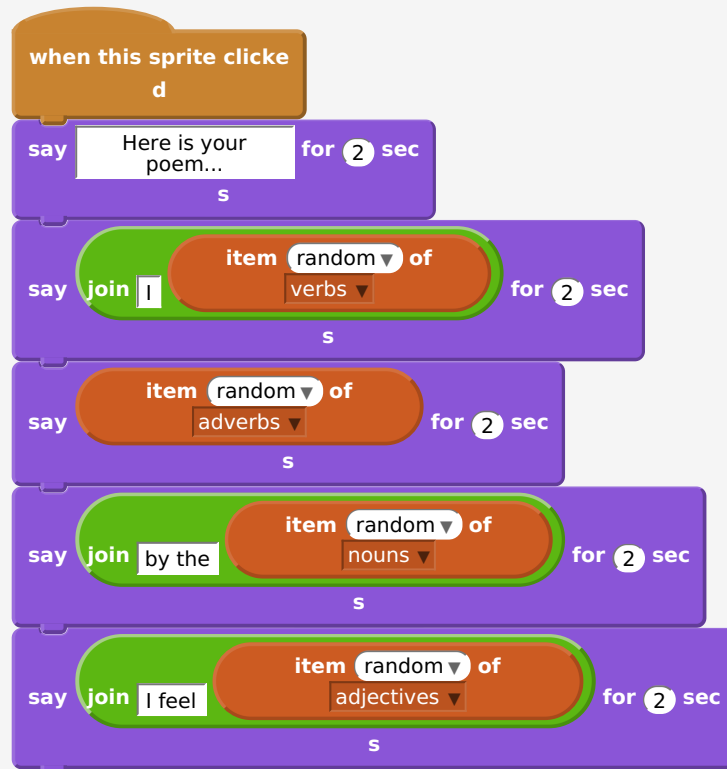 when this sprite clicke
d
say Here is your
poem... for 2 sec
s
item random ▼ of
say join I verbs ▼ for 2 sec
s
item random ▼ of
say adverbs ▼ for 2 sec
s
item random ▼ of
say join by the nouns ▼ for 2 sec
s
item random ▼ of
say join I feel adjectives ▼ for 2 sec
s